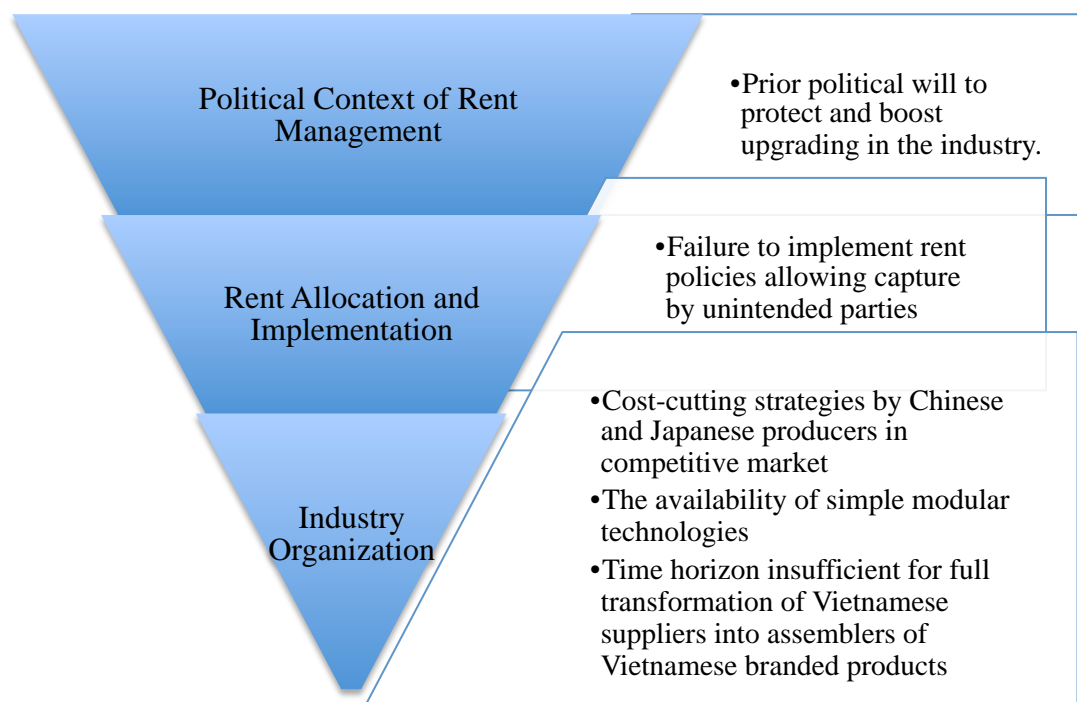 Political Context of Rent
Management
•Prior political will to
protect and boost
upgrading in the industry.
Rent Allocation and
Implementation
•Failure to implement rent
policies allowing capture
by unintended parties
Industry
Organization
•Cost-cutting strategies by Chinese
and Japanese producers in
competitive market
•The availability of simple modular
technologies
•Time horizon insufficient for full
transformation of Vietnamese
suppliers into assemblers of
Vietnamese branded products